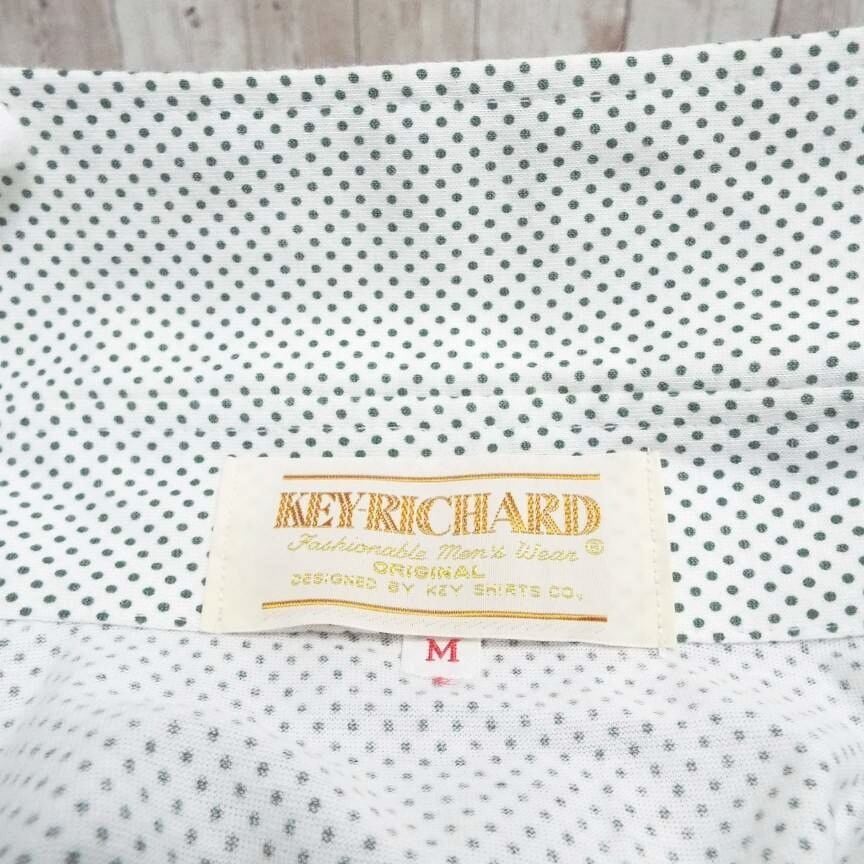 KEY-RICHARD
Fashionable Men's Wear ®
ORIGINAL
DESIGNED BY KEY SHIRTS CO.,
M